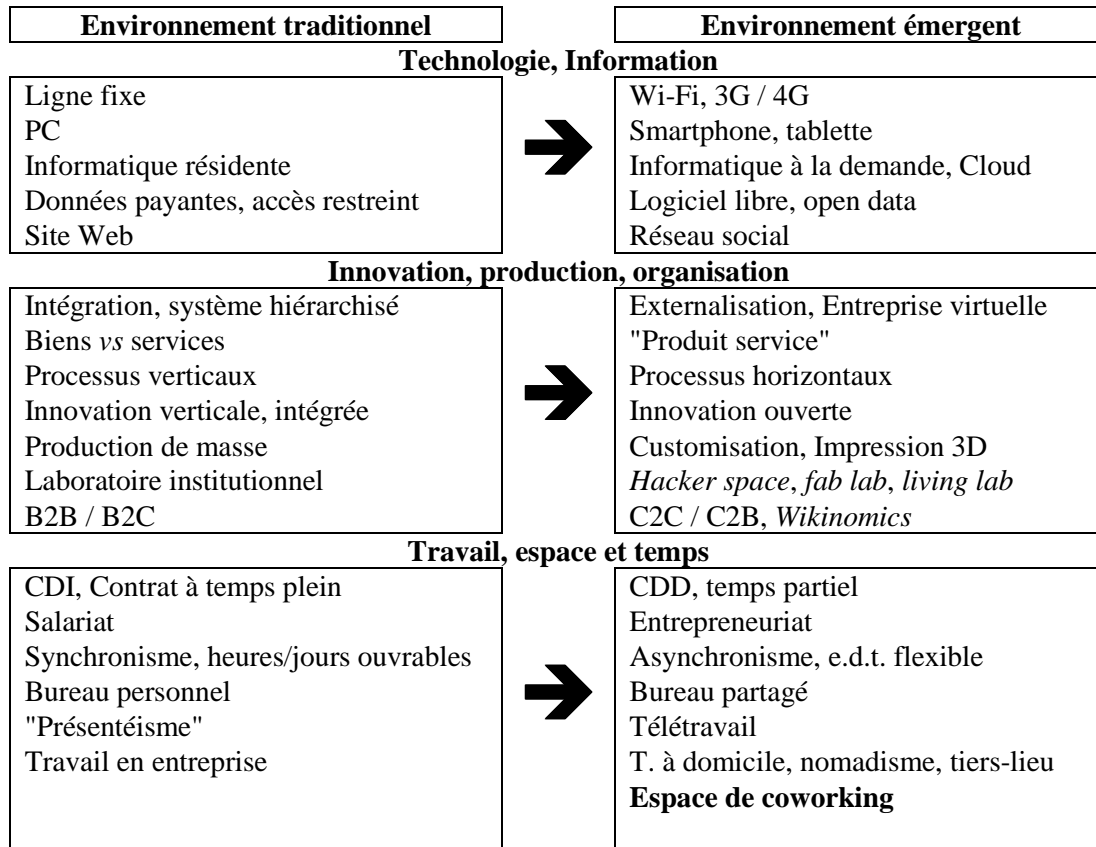 Environnement traditionnel
Environnement émergent
Technologie, Information
Ligne fixe
PC
Informatique résidente
Données payantes, accès restreint
Site Web
Wi-Fi, 3G / 4G
Smartphone, tablette
Informatique à la demande, Cloud
Logiciel libre, open data
Réseau social
Innovation, production, organisation
Intégration, système hiérarchisé
Biens vs services
Processus verticaux
Innovation verticale, intégrée
Production de masse
Laboratoire institutionnel
B2B / B2C
Externalisation, Entreprise virtuelle
"Produit service"
Processus horizontaux
Innovation ouverte
Customisation, Impression 3D
Hacker space, fab lab, living lab
C2C / C2B, Wikinomics
Travail, espace et temps
CDI, Contrat à temps plein
Salariat
Synchronisme, heures/jours ouvrables
Bureau personnel
"Présentéisme"
Travail en entreprise
CDD, temps partiel
Entrepreneuriat
Asynchronisme, e.d.t. flexible
Bureau partagé
Télétravail
T. à domicile, nomadisme, tiers-lieu
Espace de coworking